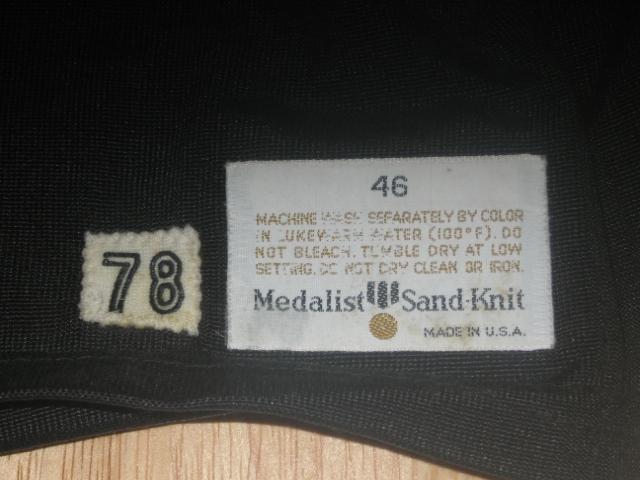 78
46
MACHINE WASH SEPARATELY BY COLOR
IN LUKEWARM WATER (100°F). DO
NOT BLEACH. TUMBLE DRY AT LOW
SETTING. DO NOT DRY CLEAN OR IRON.
Medalist Sand-Knit
MADE IN U.S.A.